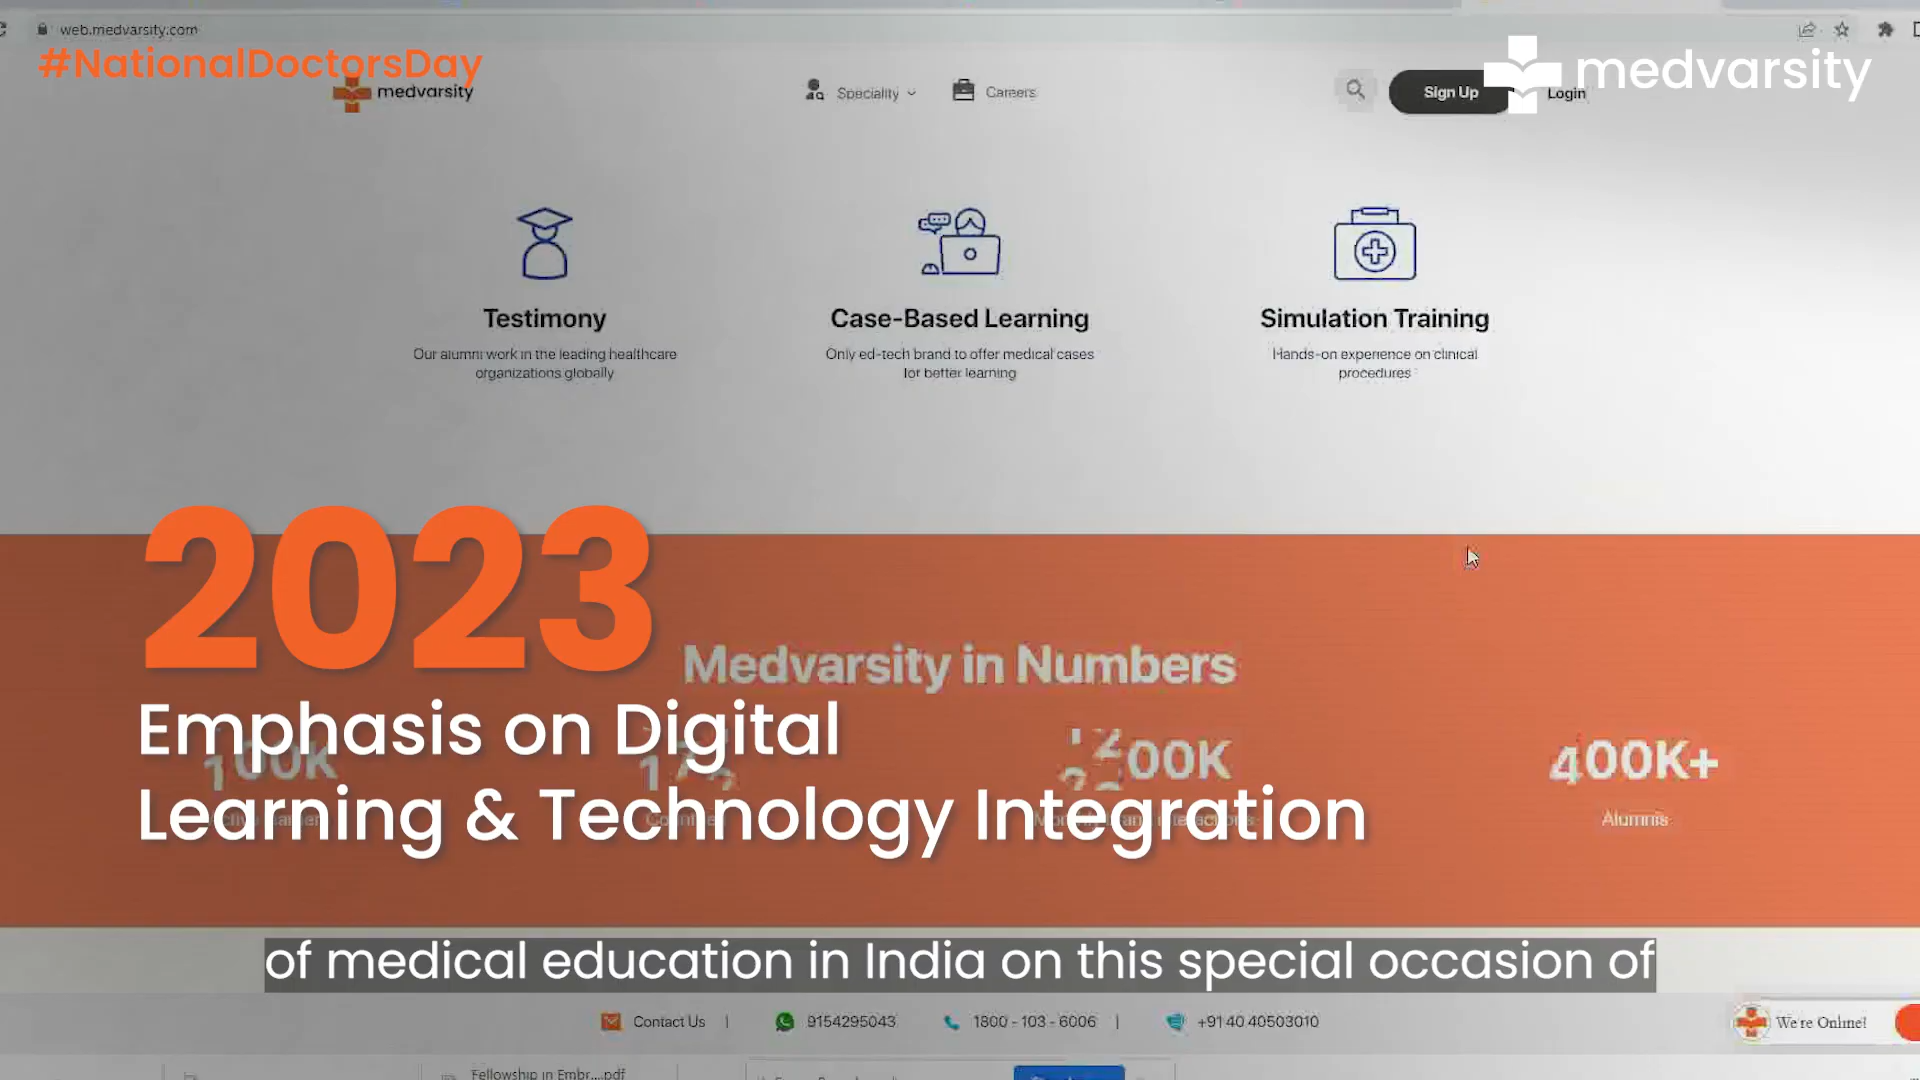 web.medvarsity.com
#NationalDoctorsDay
medvarsity
Speciality
Careers
Sign Up
Login
medvarsity
Testimony
Our alumni work in the leading healthcare
organizations globally
Case-Based Learning
Only ed-tech brand to offer medical cases
for better learning
Simulation Training
Hands-on experience on clinical
procedures
2023
Medvarsity in Numbers
Emphasis on Digital
Learning & Technology Integration
100K
00K
400K+
Alumnis
of medical education in India on this special occasion of
Contact Us |
9154295043
1800 - 103 - 6006 |
+91 40 40503010
We're Online!
Fellowship in Embr....pdf